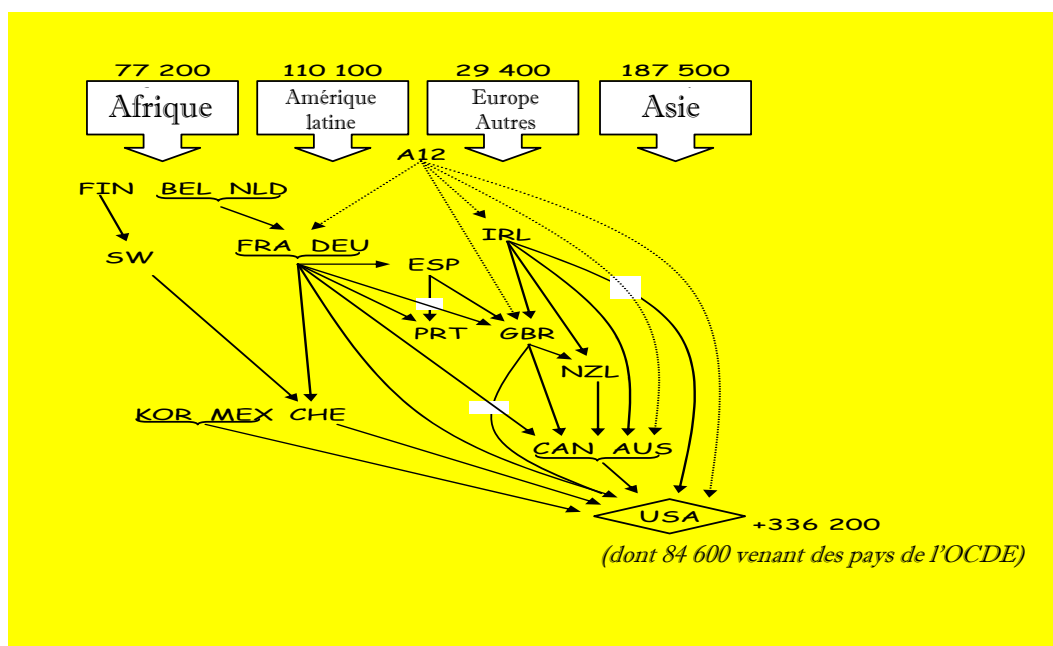 77 200 110 100 29 400 187 500
Afrique Amérique latine Europe Autres Asie
A12
FIN BEL NLD
IRL
FRA DEU
SW ESP
PRT GBR
NZL
KOR MEX CHE
CAN AUS
USA +336 200
(dont 84 600 venant des pays de l'OCDE)